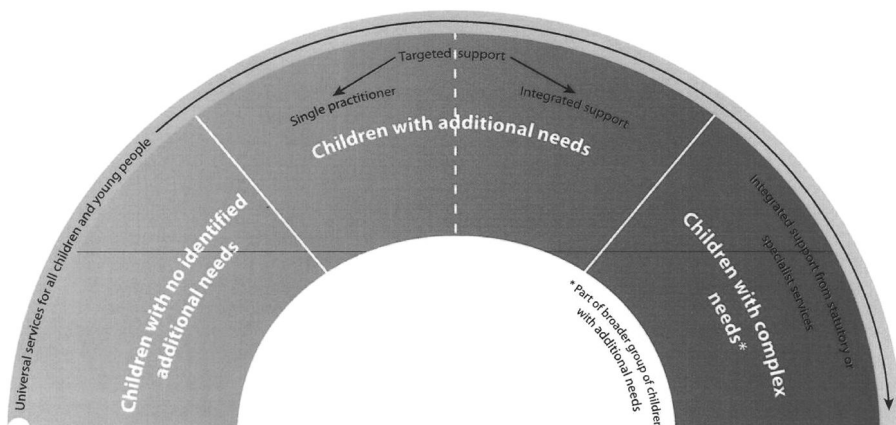 Universal services for all children and young people
Targeted support
Single practitioner
Integrated support
Children with additional needs
Children with no identified
additional needs
Children with complex
needs*
Integrated support from statutory or
specialist services
* Part of broader group of children
with additional needs